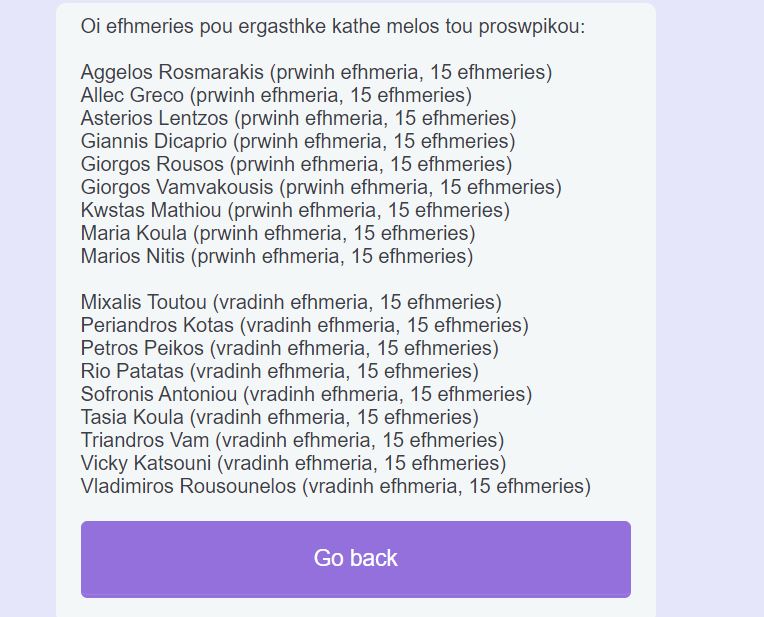 Oi efhmeries pou ergasthke kathe melos tou proswpikou:
Aggelos Rosmarakis (prwinh efhmeria, 15 efhmeries)
Allec Greco (prwinh efhmeria, 15 efhmeries)
Asterios Lentzos (prwinh efhmeria, 15 efhmeries)
Giannis Dicaprio (prwinh efhmeria, 15 efhmeries)
Giorgos Rousos (prwinh efhmeria, 15 efhmeries)
Giorgos Vamvakousis (prwinh efhmeria, 15 efhmeries)
Kwstas Mathiou (prwinh efhmeria, 15 efhmeries)
Maria Koula (prwinh efhmeria, 15 efhmeries)
Marios Nitis (prwinh efhmeria, 15 efhmeries)
Mixalis Toutou (vradinh efhmeria, 15 efhmeries)
Periandros Kotas (vradinh efhmeria, 15 efhmeries)
Petros Peikos (vradinh efhmeria, 15 efhmeries)
Rio Patatas (vradinh efhmeria, 15 efhmeries)
Sofronis Antoniou (vradinh efhmeria, 15 efhmeries)
Tasia Koula (vradinh efhmeria, 15 efhmeries)
Triandros Vam (vradinh efhmeria, 15 efhmeries)
Vicky Katsouni (vradinh efhmeria, 15 efhmeries)
Vladimiros Rousounelos (vradinh efhmeria, 15 efhmeries)
Go back